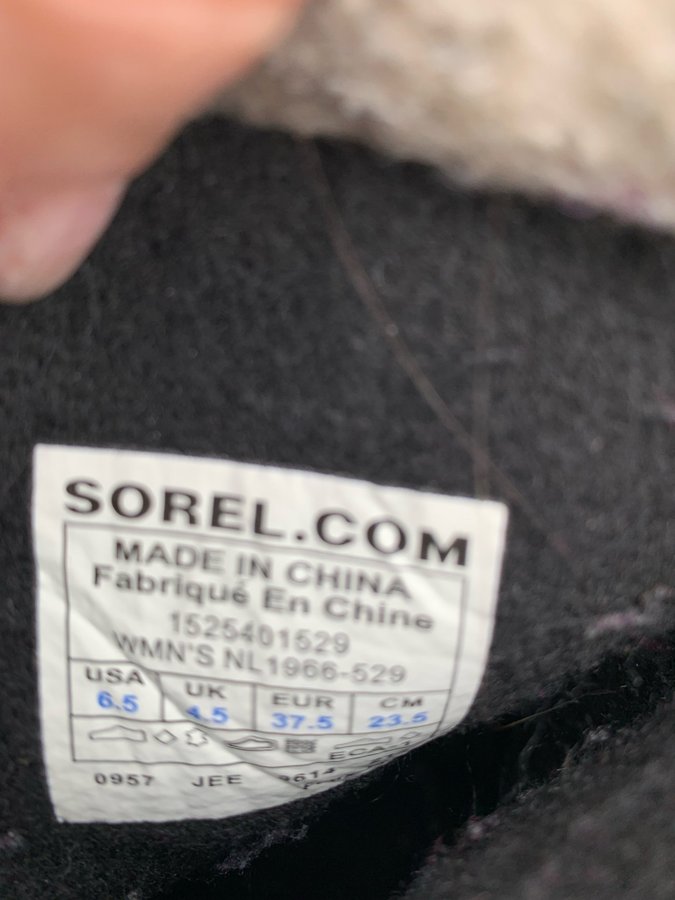 SOREL.COM
MADE IN CHINA
Fabriqué En Chine
1525401529
WMN'S NL1966-529
USA UK EUR CM
6.5 4.5 37.5 23.5
0957 JEE